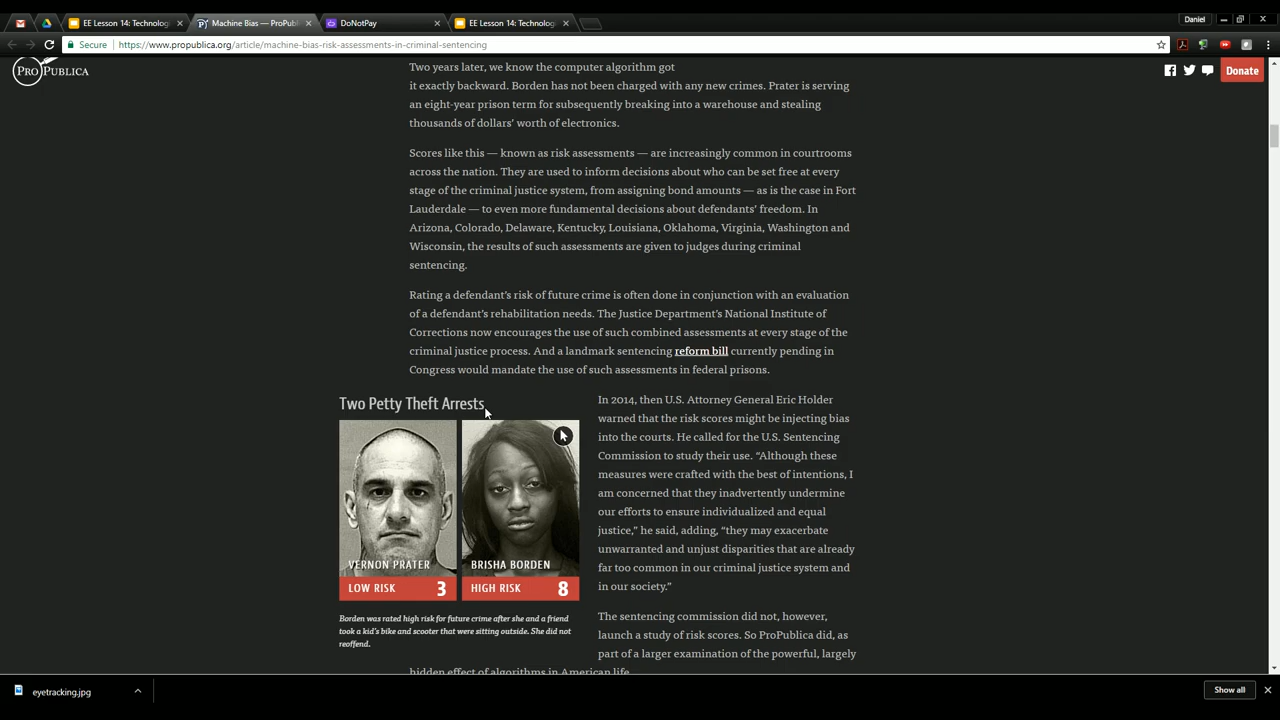 EE Lesson 14: Technolog
Machine Bias — ProPubl
DoNotPay
EE Lesson 14: Technolog
Daniel
Secure
https://www.propublica.org/article/machine-bias-risk-assessments-in-criminal-sentencing
PROPUBLICA
Donate
Two years later, we know the computer algorithm got
it exactly backward. Borden has not been charged with any new crimes. Prater is serving
an eight-year prison term for subsequently breaking into a warehouse and stealing
thousands of dollars’ worth of electronics.
Scores like this — known as risk assessments — are increasingly common in courtrooms
across the nation. They are used to inform decisions about who can be set free at every
stage of the criminal justice system, from assigning bond amounts — as is the case in Fort
Lauderdale — to even more fundamental decisions about defendants’ freedom. In
Arizona, Colorado, Delaware, Kentucky, Louisiana, Oklahoma, Virginia, Washington and
Wisconsin, the results of such assessments are given to judges during criminal
sentencing.
Rating a defendant’s risk of future crime is often done in conjunction with an evaluation
of a defendant’s rehabilitation needs. The Justice Department’s National Institute of
Corrections now encourages the use of such combined assessments at every stage of the
criminal justice process. And a landmark sentencing reform bill currently pending in
Congress would mandate the use of such assessments in federal prisons.
Two Petty Theft Arrests
VERNON PRATER
LOW RISK 3
BRISHA BORDEN
HIGH RISK 8
Borden was rated high risk for future crime after she and a friend
took a kid’s bike and scooter that were sitting outside. She did not
reoffend.
In 2014, then U.S. Attorney General Eric Holder
warned that the risk scores might be injecting bias
into the courts. He called for the U.S. Sentencing
Commission to study their use. “Although these
measures were crafted with the best of intentions, I
am concerned that they inadvertently undermine
our efforts to ensure individualized and equal
justice,” he said, adding, “they may exacerbate
unwarranted and unjust disparities that are already
far too common in our criminal justice system and
in our society.”
The sentencing commission did not, however,
launch a study of risk scores. So ProPublica did, as
part of a larger examination of the powerful, largely
hidden effect of algorithms in American life.
eyetracking.jpg
Show all